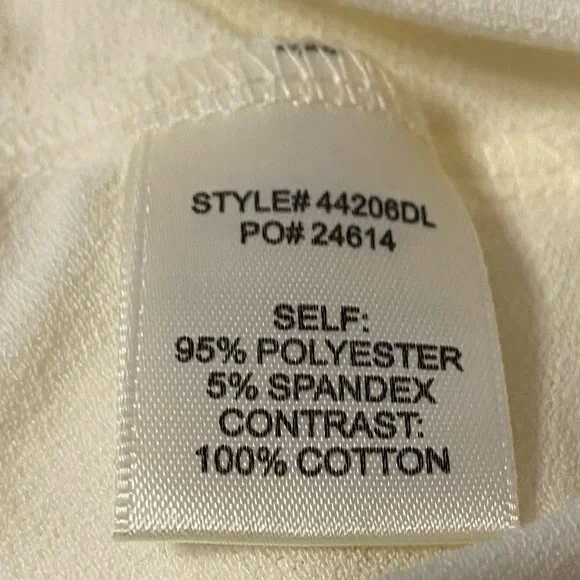 STYLE# 44206DL
PO# 24614
SELF:
95% POLYESTER
5% SPANDEX
CONTRAST:
100% COTTON